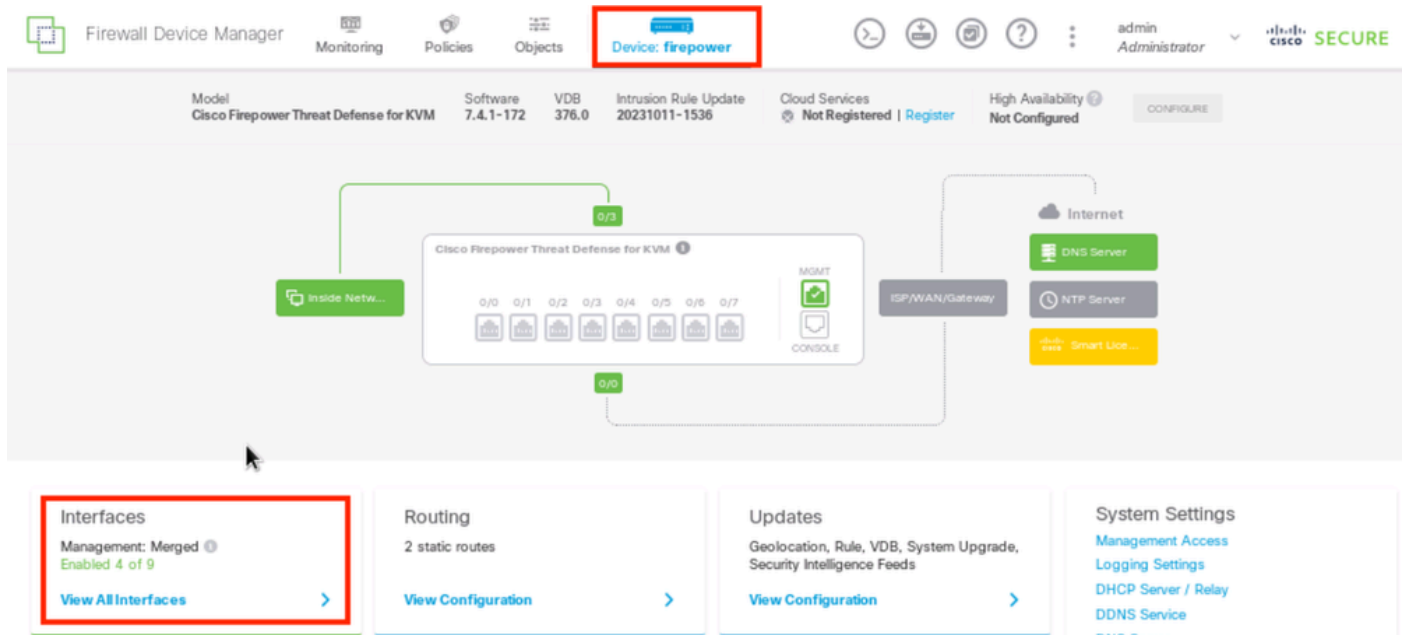 Firewall Device Manager
Monitoring
Policies
Objects
Device: firepower
admin
Administrator
cisco SECURE
Model
Cisco Firepower Threat Defense for KVM
Software
7.4.1-172
VDB
376.0
Intrusion Rule Update
20231011-1536
Cloud Services
Not Registered | Register
High Availability
Not Configured
CONFIGURE
0/3
Internet
Cisco Firepower Threat Defense for KVM
DNS Server
MGMT
Inside Netw...
0/0 0/1 0/2 0/3 0/4 0/5 0/6 0/7
ISP/WAN/Gateway
NTP Server
CONSOLE
cisco Smart Lice...
0/0
Interfaces
Management: Merged
Enabled 4 of 9
View All Interfaces
Routing
2 static routes
View Configuration
Updates
Geolocation, Rule, VDB, System Upgrade,
Security Intelligence Feeds
View Configuration
System Settings
Management Access
Logging Settings
DHCP Server / Relay
DDNS Service